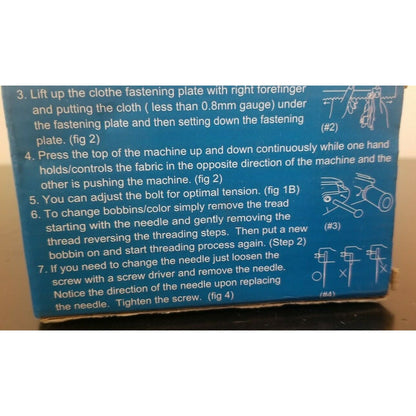 3. Lift up the clothe fastening plate with right forefinger
and putting the cloth ( less than 0.8mm gauge) under
the fastening plate and then setting down the fastening
plate. (fig 2)
(#2)
4. Press the top of the machine up and down continuously while one hand
holds/controls the fabric in the opposite direction of the machine and the
other is pushing the machine. (fig 2)
5. You can adjust the bolt for optimal tension. (fig 1B)
6. To change bobbins/color simply remove the tread
starting with the needle and gently removing the
thread reversing the threading steps. Then put a new
bobbin on and start threading process again. (Step 2)
(#3)
7. If you need to change the needle just loosen the
screw with a screw driver and remove the needle.
Notice the direction of the needle upon replacing
the needle. Tighten the screw. (fig 4)
(#4)